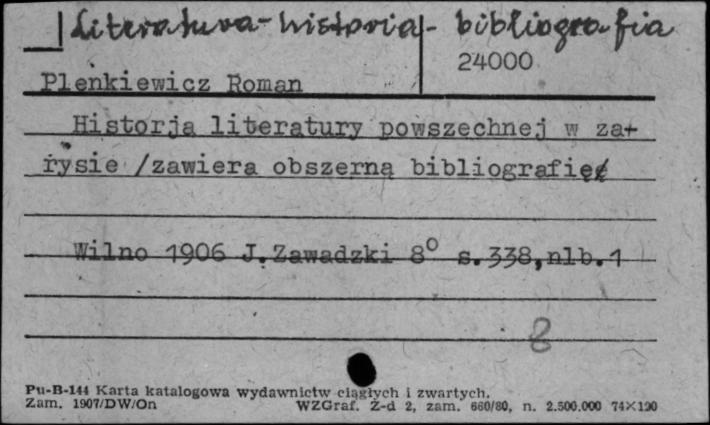 Literatura-historia-bibliografia
24000
Plenkiewicz Roman
Historja literatury powszechnej w za-
rysie /zawiera obszerną bibliografię/
Wilno 1906 J.Zawadzki 8° s.338,nlb.1
8
Pu-B-144 Karta katalogowa wydawnictw ciągłych i zwartych.
Zam. 1907/DW/On WZGraf. Z-d 2, zam. 660/80, n. 2.500.000 74×120